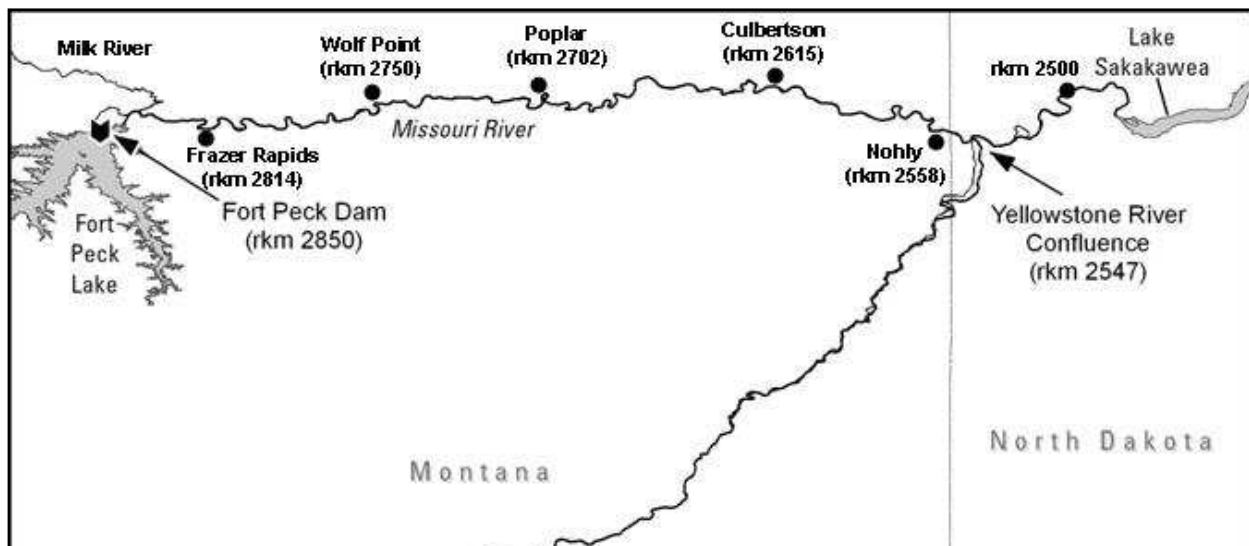 Milk River
Wolf Point
(rkm 2750)
Poplar
(rkm 2702)
Culbertson
(rkm 2615)
rkm 2500
Lake
Sakakawea
Missouri River
Frazer Rapids
(rkm 2814)
Fort Peck Dam
(rkm 2850)
Fort
Peck
Lake
Nohly
(rkm 2558)
Yellowstone River
Confluence
(rkm 2547)
Montana
North Dakota